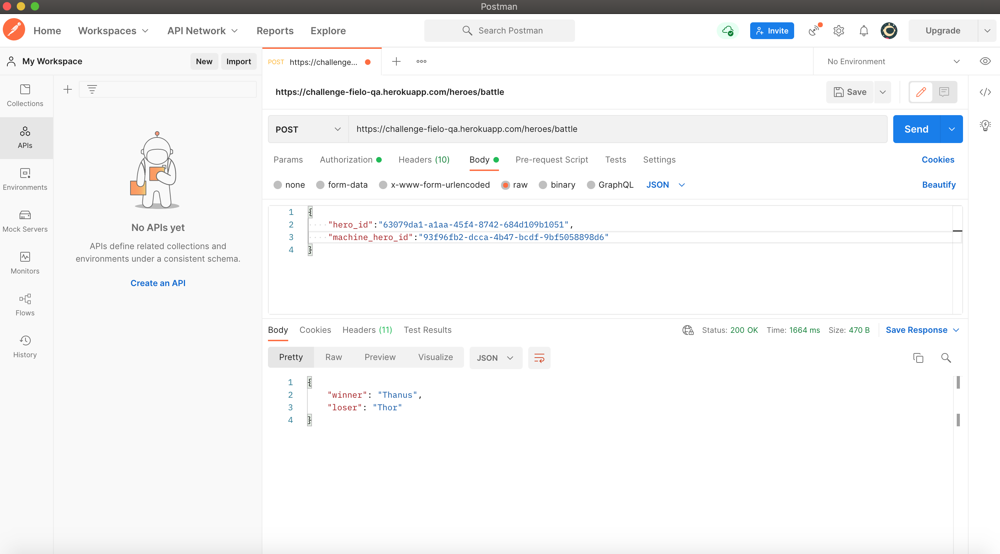 Postman
Home Workspaces API Network Reports Explore Search Postman Invite Upgrade
My Workspace New Import POST https://challenge... No Environment
https://challenge-fielo-qa.herokuapp.com/heroes/battle Save
POST https://challenge-fielo-qa.herokuapp.com/heroes/battle Send
Params Authorization Headers (10) Body Pre-request Script Tests Settings Cookies
none form-data x-www-form-urlencoded raw binary GraphQL JSON Beautify
1 {
2 "hero_id":"63079da1-a1aa-45f4-8742-684d109b1051",
3 "machine_hero_id":"93f96fb2-dcca-4b47-bcdf-9bf5058898d6"
4 }
Collections
APIs
Environments
Mock Servers
Monitors
Flows
History
No APIs yet
APIs define related collections and
environments under a consistent schema.
Create an API
Body Cookies Headers (11) Test Results Status: 200 OK Time: 1664 ms Size: 470 B Save Response
Pretty Raw Preview Visualize JSON
1 {
2 "winner": "Thanus",
3 "loser": "Thor"
4 }